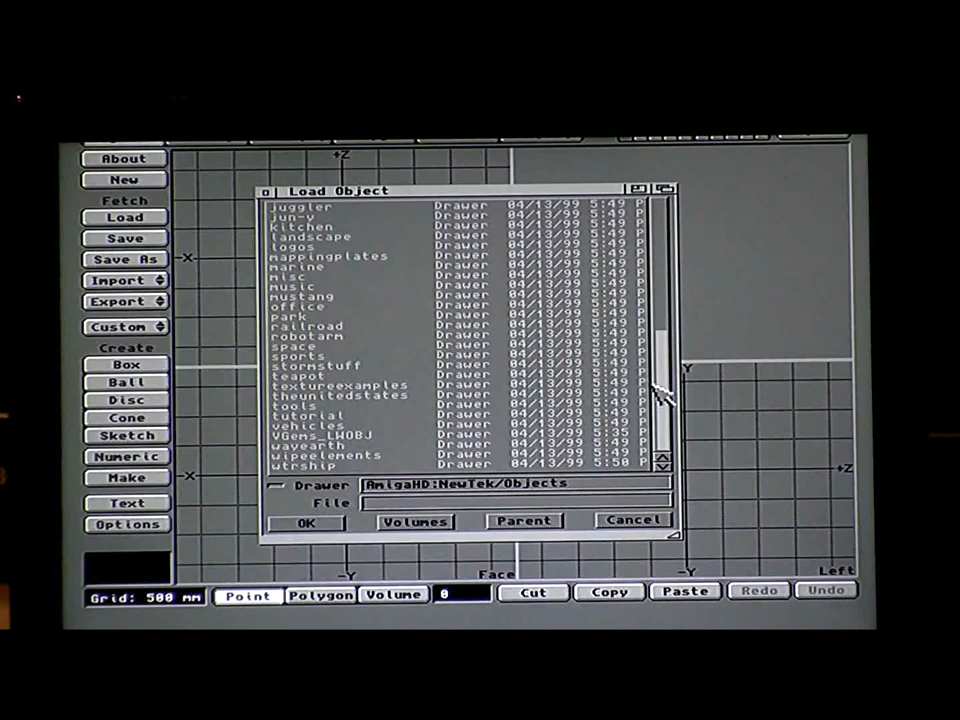 About
New
Fetch
Load
Save
Save As
Import
Export
Custom
Create
Box
Ball
Disc
Cone
Sketch
Numeric
Make
Text
Options
+Z
-X
-X
Load Object
juggler Drawer 04/13/99 5:49 P
jun-y Drawer 04/13/99 5:49 P
kitchen Drawer 04/13/99 5:49 P
landscape Drawer 04/13/99 5:49 P
logos Drawer 04/13/99 5:49 P
mappingplates Drawer 04/13/99 5:49 P
marine Drawer 04/13/99 5:49 P
misc Drawer 04/13/99 5:49 P
music Drawer 04/13/99 5:49 P
mustang Drawer 04/13/99 5:49 P
office Drawer 04/13/99 5:49 P
park Drawer 04/13/99 5:49 P
railroad Drawer 04/13/99 5:49 P
robotarm Drawer 04/13/99 5:49 P
space Drawer 04/13/99 5:49 P
sports Drawer 04/13/99 5:49 P
stormstuff Drawer 04/13/99 5:49 P
teapot Drawer 04/13/99 5:49 P
textureexamples Drawer 04/13/99 5:49 P
theunitedstates Drawer 04/13/99 5:49 P
tools Drawer 04/13/99 5:49 P
tutorial Drawer 04/13/99 5:49 P
vehicles Drawer 04/13/99 5:49 P
VGems_LWOBJ Drawer 04/13/99 5:35 P
wayearth Drawer 04/13/99 5:49 P
wipeelements Drawer 04/13/99 5:49 P
wtrship Drawer 04/13/99 5:50 P
Drawer AmigaHD:NewTek/Objects
File
OK Volumes Parent Cancel
Y
+Z
-Y Face -Y Left
Grid: 500 mm Point Polygon Volume 0 Cut Copy Paste Redo Undo